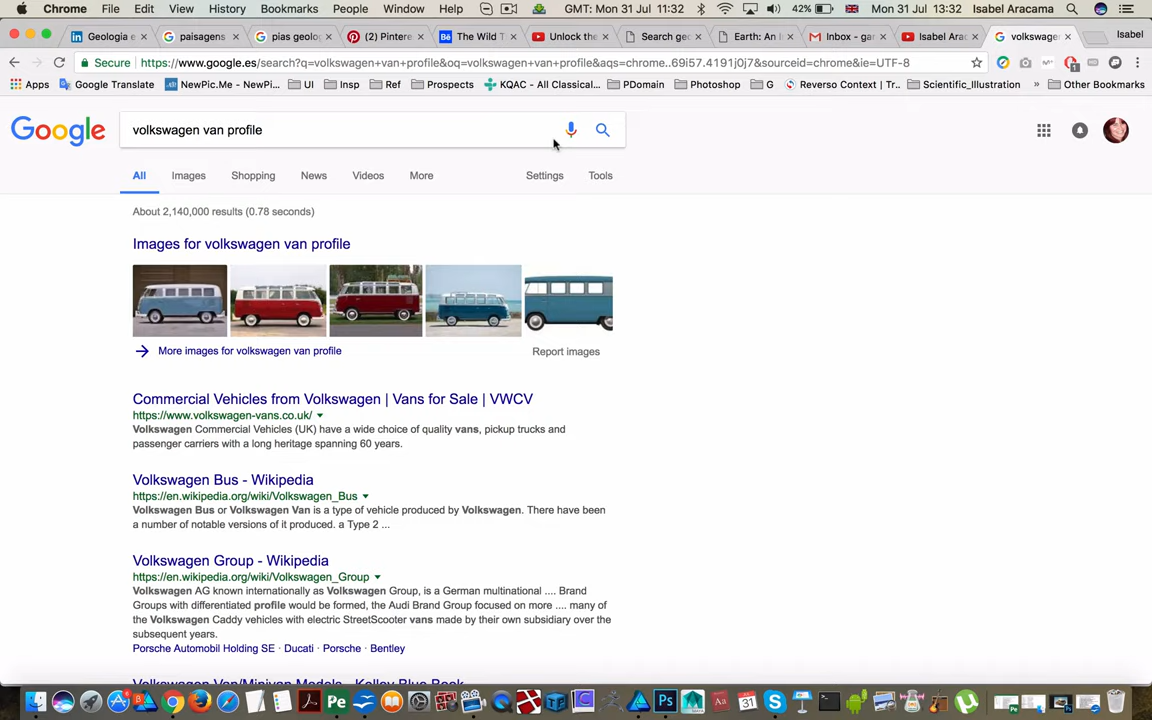 Chrome File Edit View History Bookmarks People Window Help GMT: Mon 31 Jul 11:32 42% Mon 31 Jul 13:32 Isabel Aracama
Geologia e
paisagens
pias geolog
(2) Pintere
The Wild T
Unlock the
Search geo
Earth: An I
Inbox - gar
Isabel Arac
volkswagen
Isabel
Secure https://www.google.es/search?q=volkswagen+van+profile&oq=volkswagen+van+profile&aqs=chrome..69i57.4191j0j7&sourceid=chrome&ie=UTF-8
Apps Google Translate NewPic.Me - NewPi... UI Insp Ref Prospects KQAC - All Classical... PDomain Photoshop G Reverso Context | Tr.. Scientific_Illustration Other Bookmarks
Google volkswagen van profile
All Images Shopping News Videos More Settings Tools
About 2,140,000 results (0.78 seconds)
Images for volkswagen van profile
More images for volkswagen van profile Report images
Commercial Vehicles from Volkswagen | Vans for Sale | VWCV
https://www.volkswagen-vans.co.uk/
Volkswagen Commercial Vehicles (UK) have a wide choice of quality vans, pickup trucks and
passenger carriers with a long heritage spanning 60 years.
Volkswagen Bus - Wikipedia
https://en.wikipedia.org/wiki/Volkswagen_Bus
Volkswagen Bus or Volkswagen Van is a type of vehicle produced by Volkswagen. There have been
a number of notable versions of it produced. a Type 2 ...
Volkswagen Group - Wikipedia
https://en.wikipedia.org/wiki/Volkswagen_Group
Volkswagen AG known internationally as Volkswagen Group, is a German multinational .... Brand
Groups with differentiated profile would be formed, the Audi Brand Group focused on more .... many of
the Volkswagen Caddy vehicles with electric StreetScooter vans made by their own subsidiary over the
subsequent years.
Porsche Automobil Holding SE · Ducati · Porsche · Bentley
Volkswagen Van/Minivan Models - Kelley Blue Book